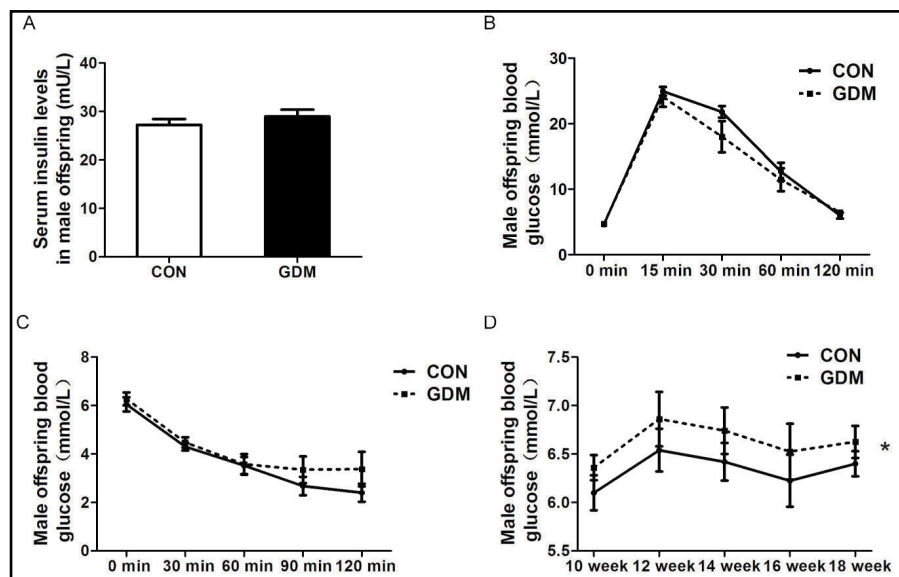 A
Serum insulin levels
in male offspring (mU/L)
40
30
20
10
0
CON
GDM
B
Male offspring blood
glucose（mmol/L）
30
20
10
0
0 min
15 min
30 min
60 min
120 min
CON
GDM
C
Male offspring blood
glucose（mmol/L）
8
6
4
2
0
0 min
30 min
60 min
90 min
120 min
CON
GDM
D
Male offspring blood
glucose（mmol/L）
7.5
7.0
6.5
6.0
5.5
10 week
12 week
14 week
16 week
18 week
CON
GDM
*